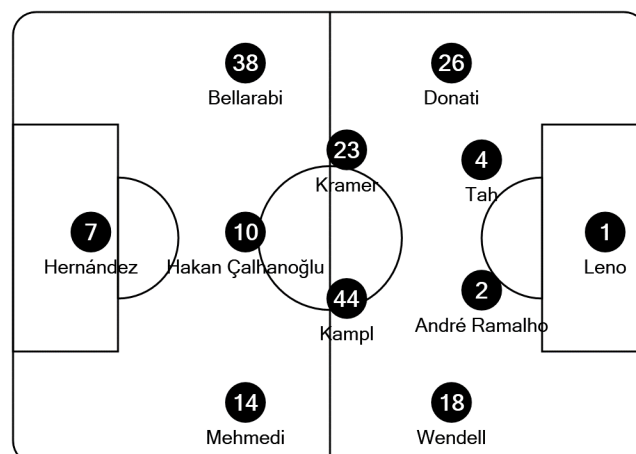 38
Bellarabi
26
Donati
23
Kramer
4
Tah
7
Hernández
10
Hakan Çalhanoğlu
1
Leno
44
Kampl
2
André Ramalho
14
Mehmedi
18
Wendell